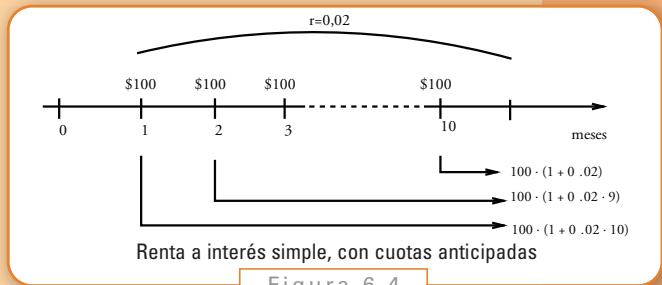 r=0,02
$100 $100 $100 $100
0 1 2 3 10 meses
100 · (1 + 0 .02)
100 · (1 + 0 .02 · 9)
100 · (1 + 0 .02 · 10)
Renta a interés simple, con cuotas anticipadas
Figura 6.4